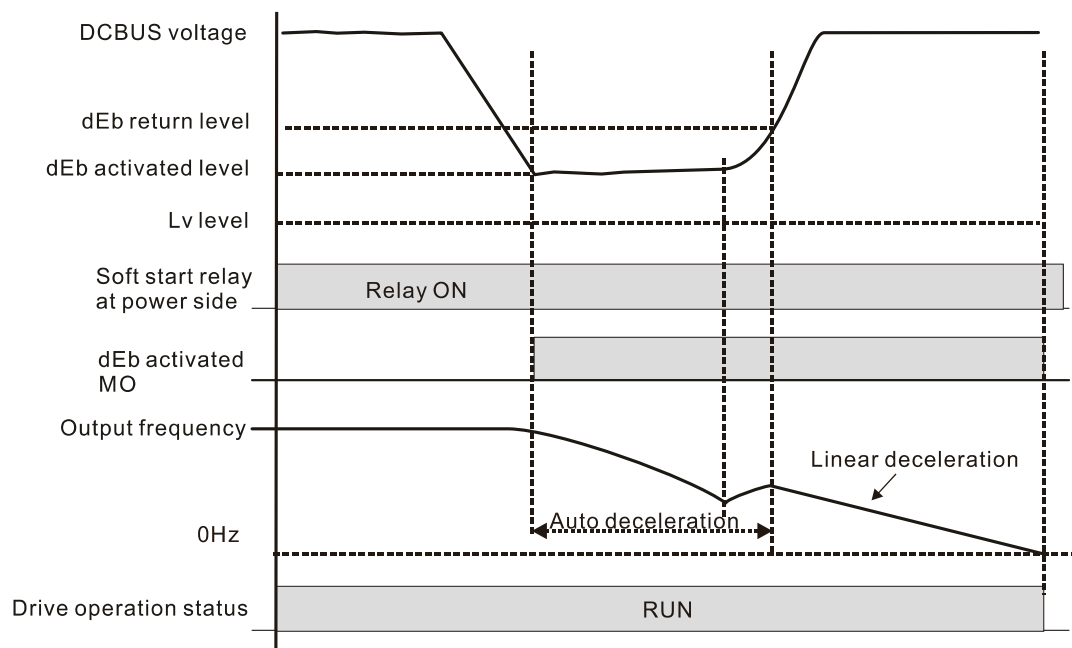 DCBUS voltage
dEb return level
dEb activated level
Lv level
Soft start relay
at power side
Relay ON
dEb activated
MO
Output frequency
Linear deceleration
Auto deceleration
0Hz
Drive operation status
RUN